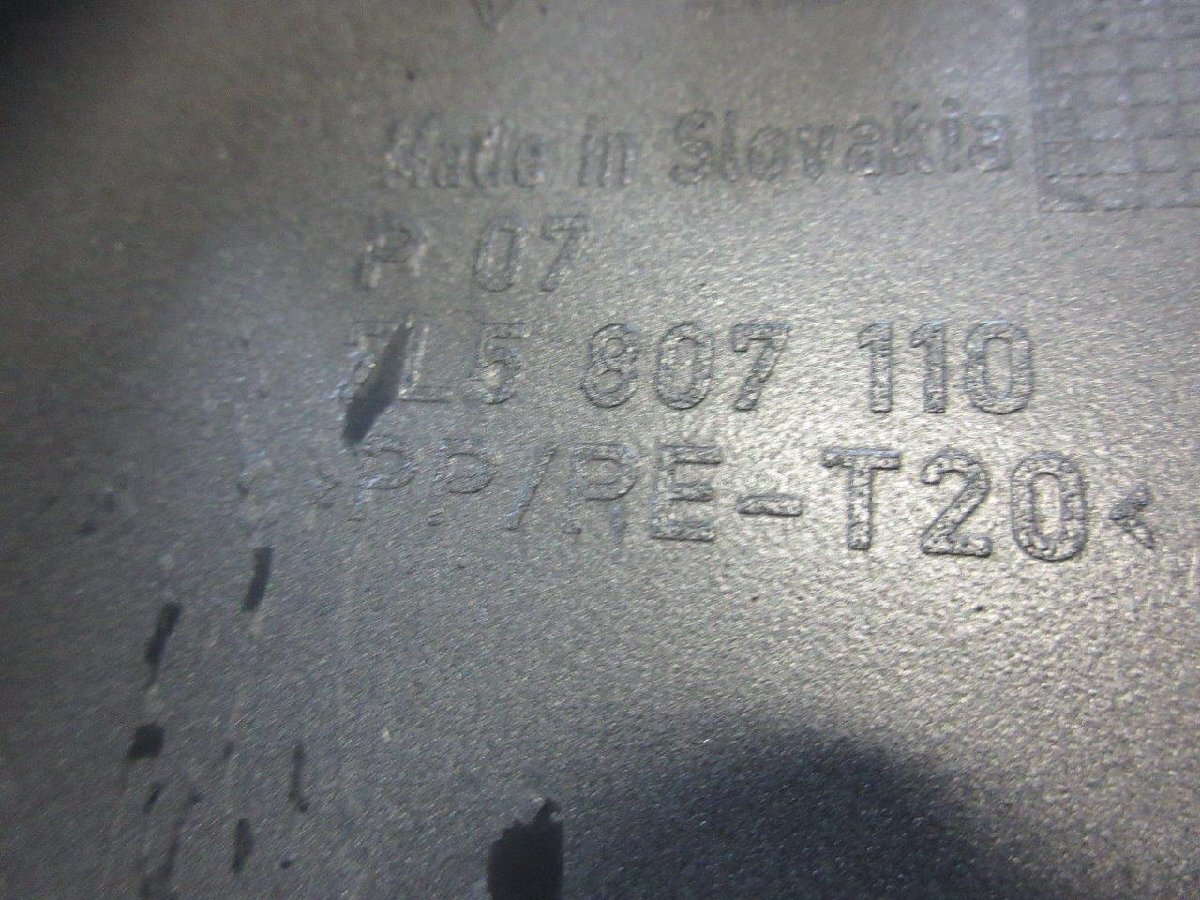 Made in Slovakia
P 07
7L5 807 110
>PP/PE-T20<